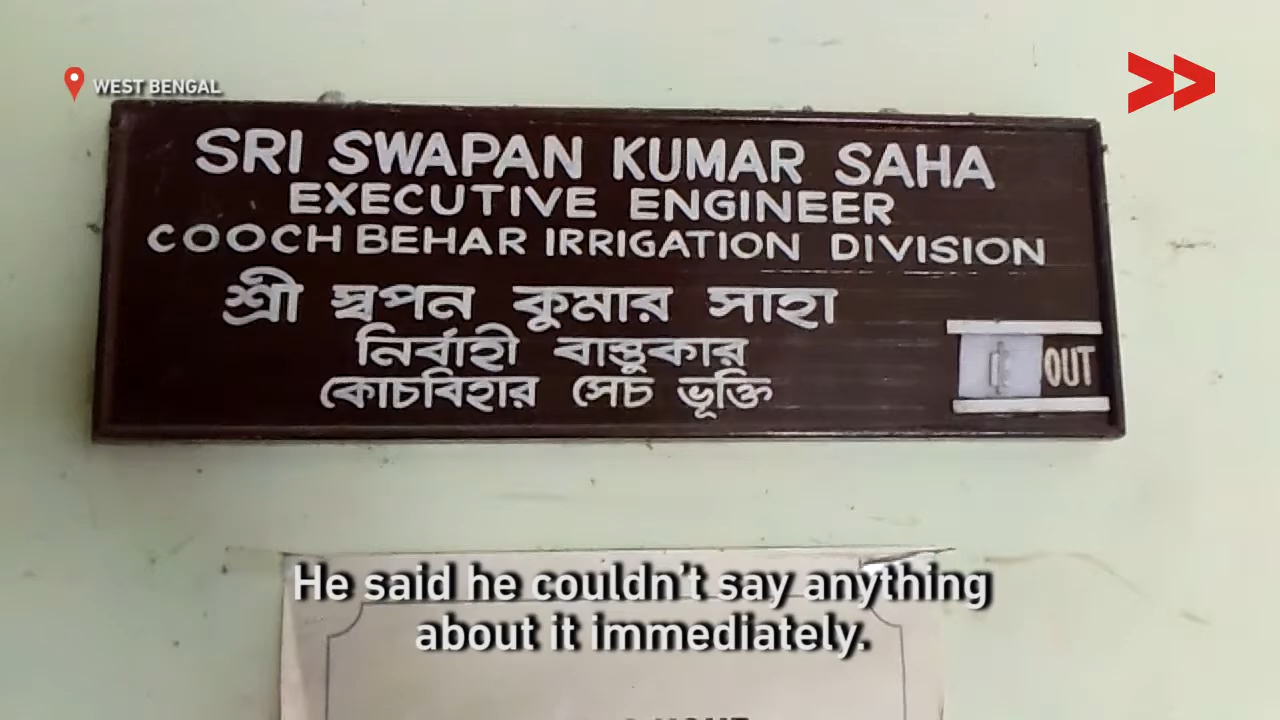 WEST BENGAL
SRI SWAPAN KUMAR SAHA
EXECUTIVE ENGINEER
COOCH BEHAR IRRIGATION DIVISION
শ্রী স্বপন কুমার সাহা
নির্বাহী বাস্তুকার
কোচবিহার সেচ ভূক্তি
OUT
He said he couldn't say anything
about it immediately.